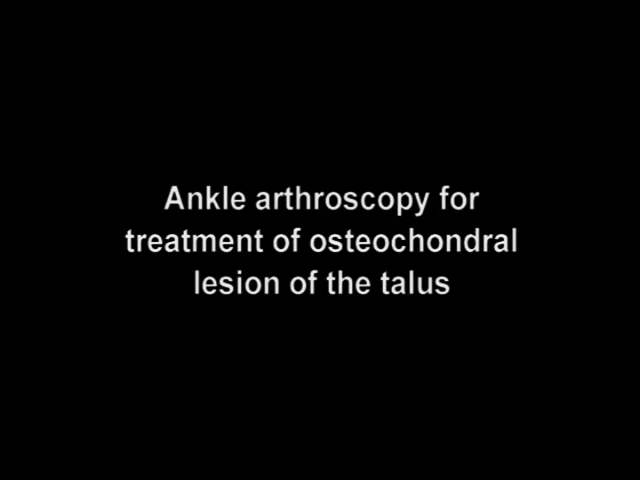 Ankle arthroscopy for
treatment of osteochondral
lesion of the talus